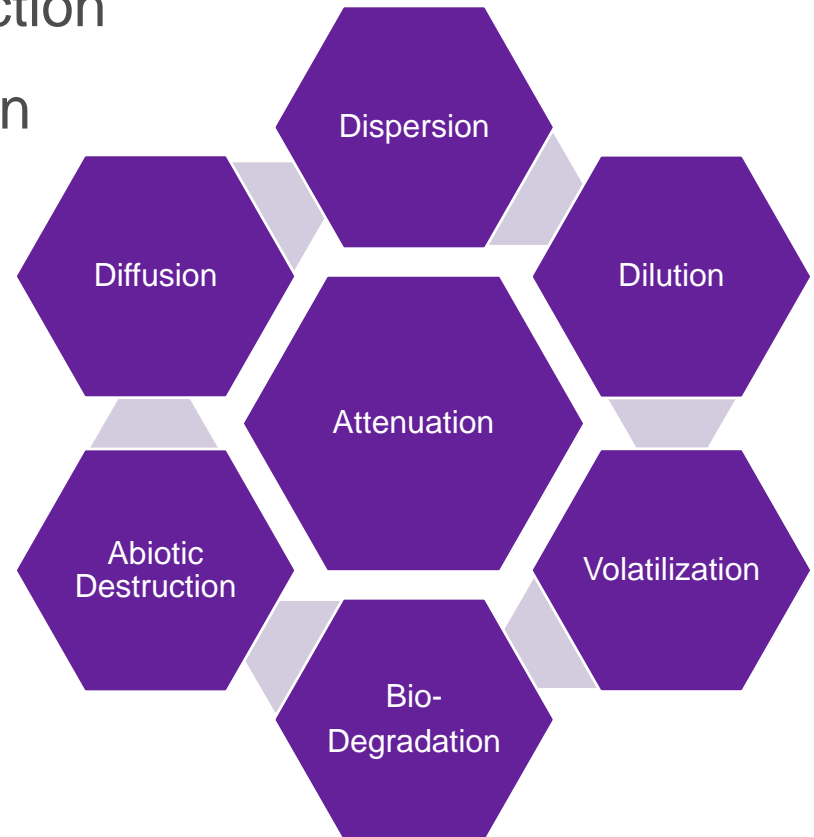 ction
n
Dispersion
Diffusion
Dilution
Attenuation
Abiotic
Destruction
Volatilization
Bio-
Degradation